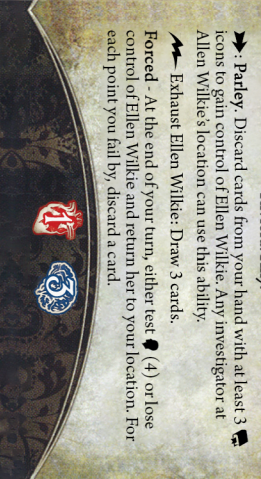 : Parley. Discard cards from your hand with at least 3
icons to gain control of Ellen Wilkie. Any investigator at
Allen Wilkie's location can use this ability.
Exhaust Ellen Wilkie: Draw 3 cards.
Forced - At the end of your turn, either test (4) or lose
control of Ellen Wilkie and return her to your location. For
each point you fail by, discard a card.
1
2